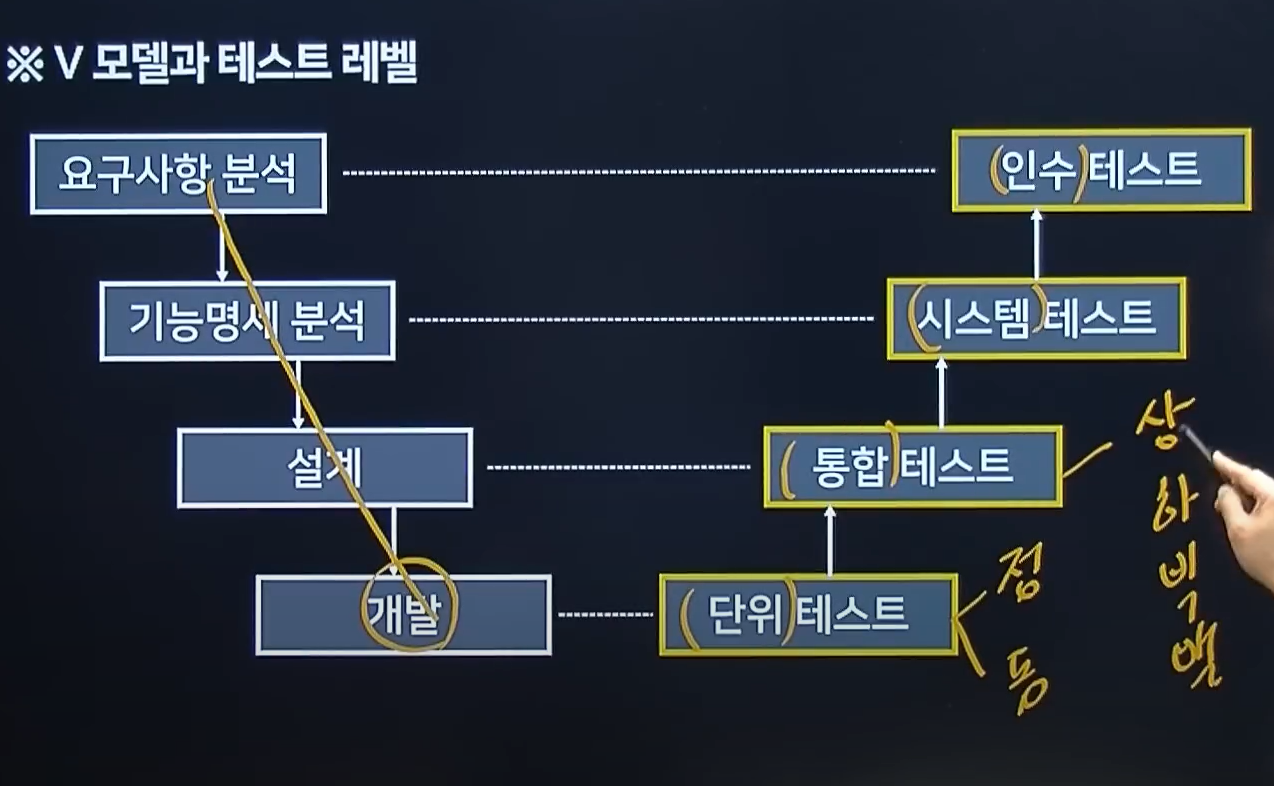 ※ V 모델과 테스트 레벨
요구사항 분석
(인수)테스트
기능명세 분석
(시스템)테스트
설계
(통합)테스트
상
하
빅
백
개발
(단위)테스트
정
동